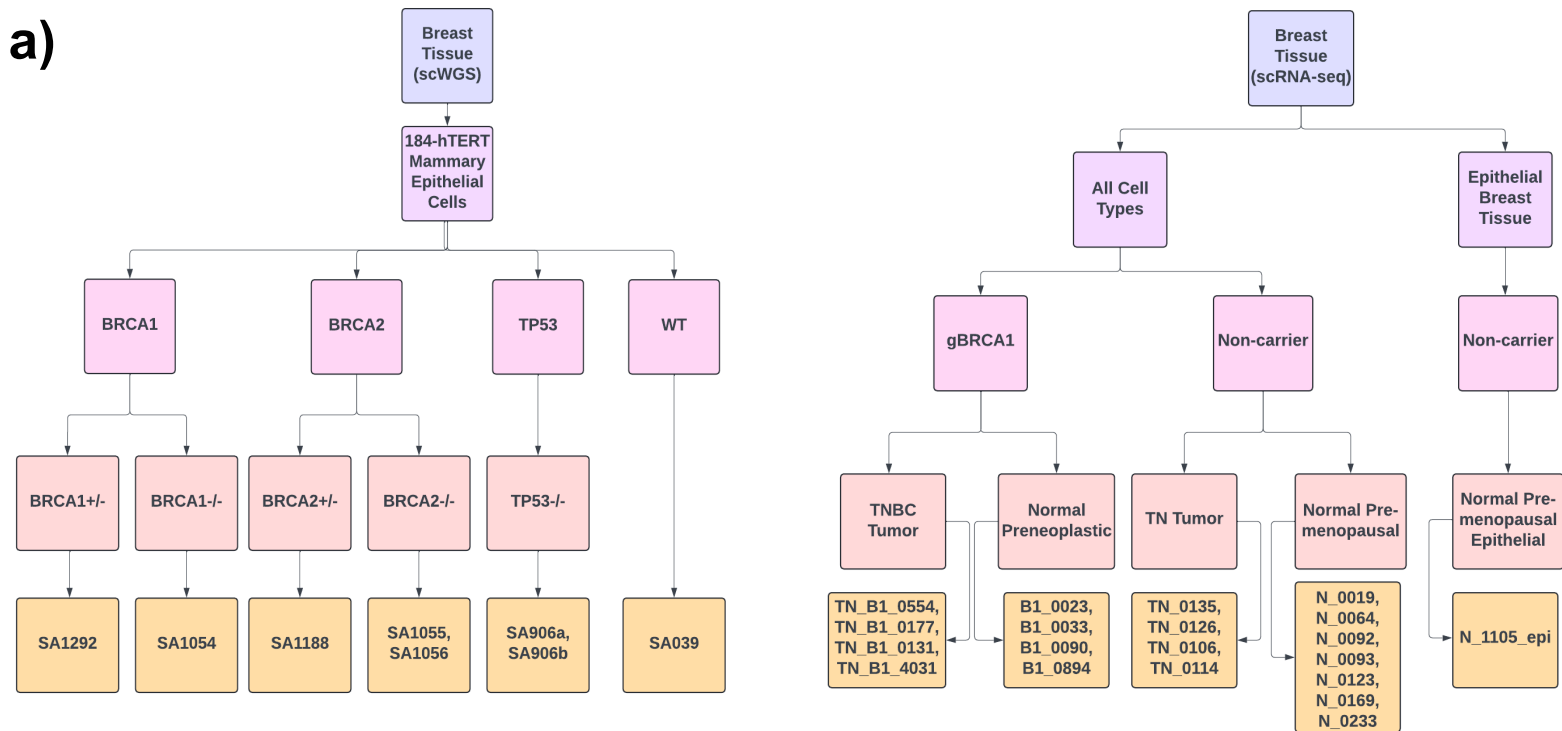 a)
Breast
Tissue
(scWGS)
184-hTERT
Mammary
Epithelial
Cells
BRCA1
BRCA2
TP53
WT
BRCA1+/-
BRCA1-/-
BRCA2+/-
BRCA2-/-
TP53-/-
SA1292
SA1054
SA1188
SA1055,
SA1056
SA906a,
SA906b
SA039
Breast
Tissue
(scRNA-seq)
All Cell
Types
Epithelial
Breast
Tissue
gBRCA1
Non-carrier
Non-carrier
TNBC
Tumor
Normal
Preneoplastic
TN Tumor
Normal Pre-
menopausal
Normal Pre-
menopausal
Epithelial
TN_B1_0554,
TN_B1_0177,
TN_B1_0131,
TN_B1_4031
B1_0023,
B1_0033,
B1_0090,
B1_0894
TN_0135,
TN_0126,
TN_0106,
TN_0114
N_0019,
N_0064,
N_0092,
N_0093,
N_0123,
N_0169,
N_0233
N_1105_epi